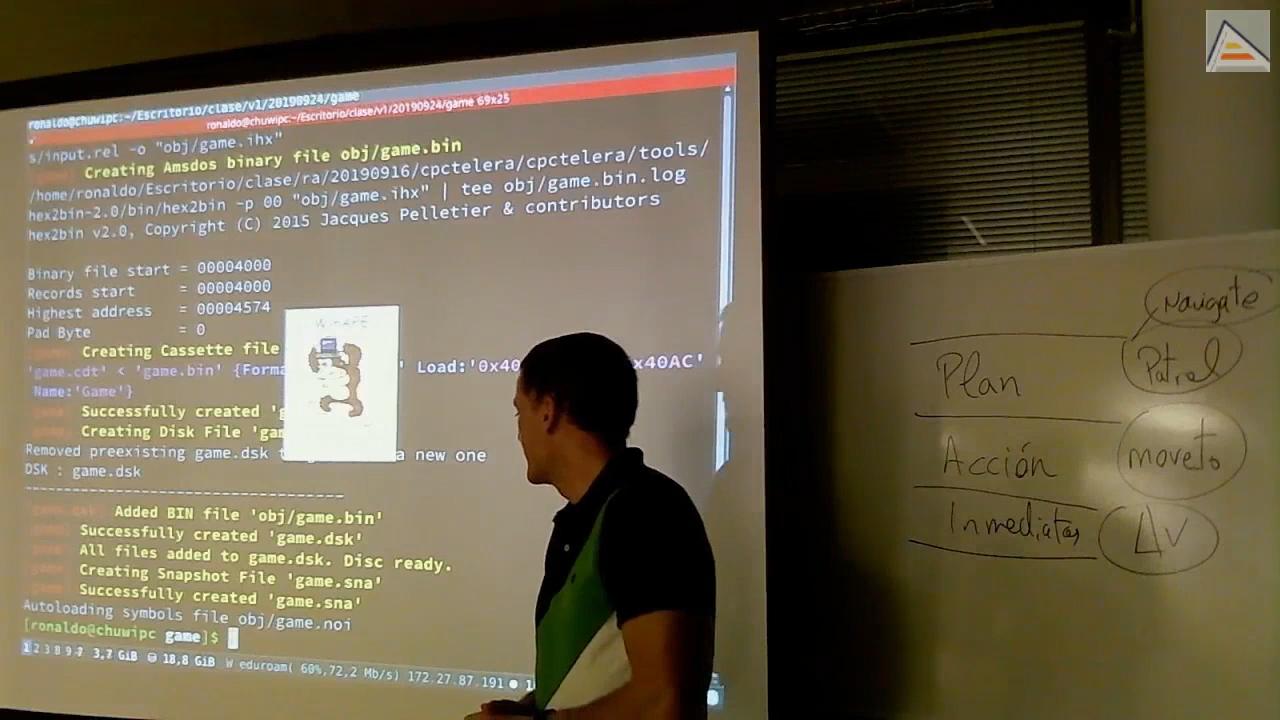 ronaldo@chuwipc:~/Escritorio/clase/v1/20190924/game
ronaldo@chuwipc:~/Escritorio/clase/v1/20190924/game 69x25
s/input.rel -o "obj/game.ihx"
Creating Amsdos binary file obj/game.bin
/home/ronaldo/Escritorio/clase/ra/20190916/cpctelera/cpctelera/tools/
hex2bin-2.0/bin/hex2bin -p 00 "obj/game.ihx" | tee obj/game.bin.log
hex2bin v2.0, Copyright (C) 2015 Jacques Pelletier & contributors
Binary file start = 00004000
Records start = 00004000
Highest address = 00004574
Pad Byte = 0
Creating Cassette file
'game.cdt' < 'game.bin' {Forma ' Load:'0x40 x40AC'
Name:'Game'}
Successfully created 'g
Creating Disk File 'gam
Removed preexisting game.dsk a new one
DSK : game.dsk
---------------------------------
Added BIN file 'obj/game.bin'
Successfully created 'game.dsk'
All files added to game.dsk. Disc ready.
Creating Snapshot File 'game.sna'
Successfully created 'game.sna'
Autoloading symbols file obj/game.noi
[ronaldo@chuwipc game]$
1 2 3 8 9 3,7 GiB 18,8 GiB W eduroam( 60%,72,2 Mb/s) 172.27.87.191
WinAPE
Navigate
Plan Patrol
Acción moveto
Inmediatas ΔV